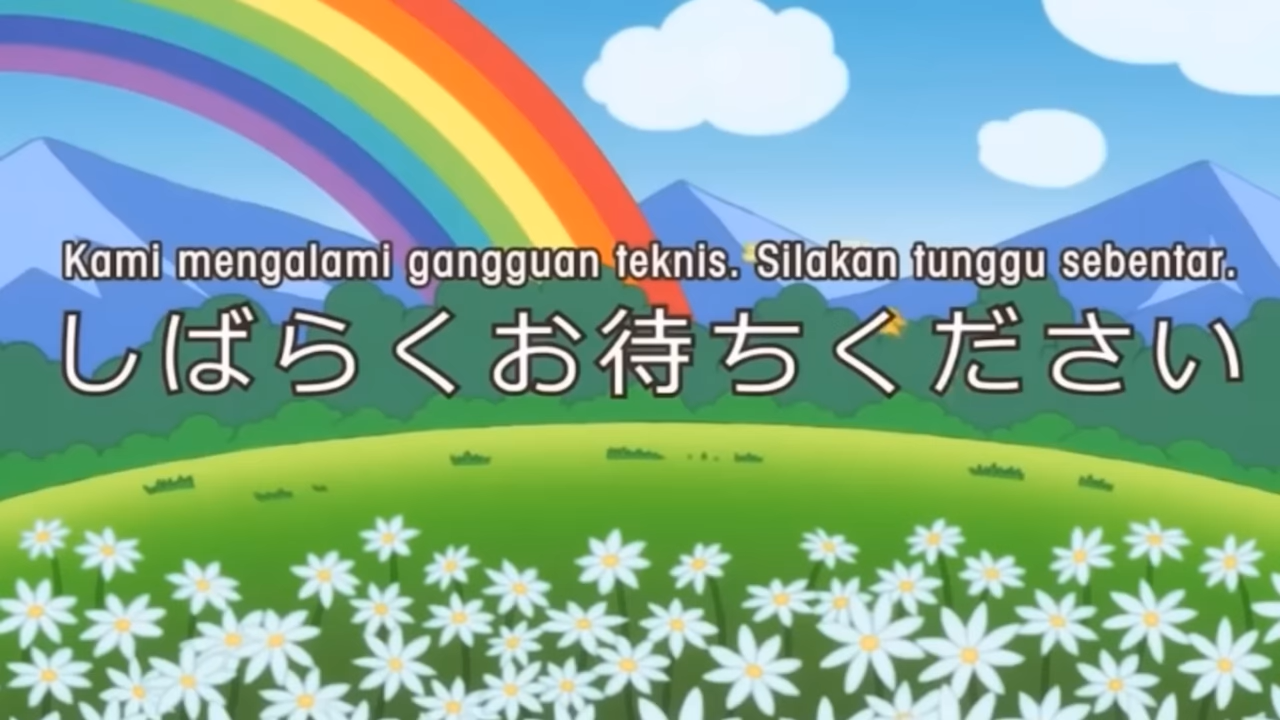 Kami mengalami gangguan teknis. Silakan tunggu sebentar.
しばらくお待ちください